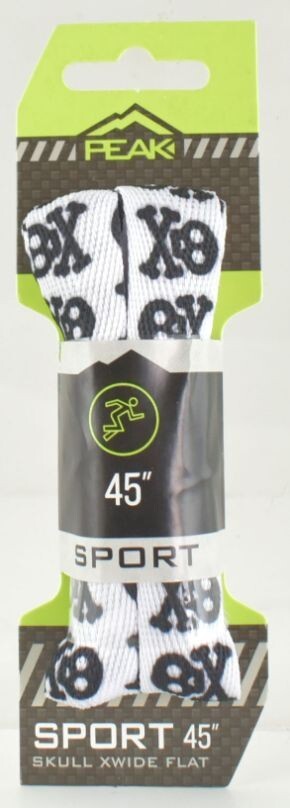 PEAK
45"
SPORT
SPORT 45"
SKULL XWIDE FLAT